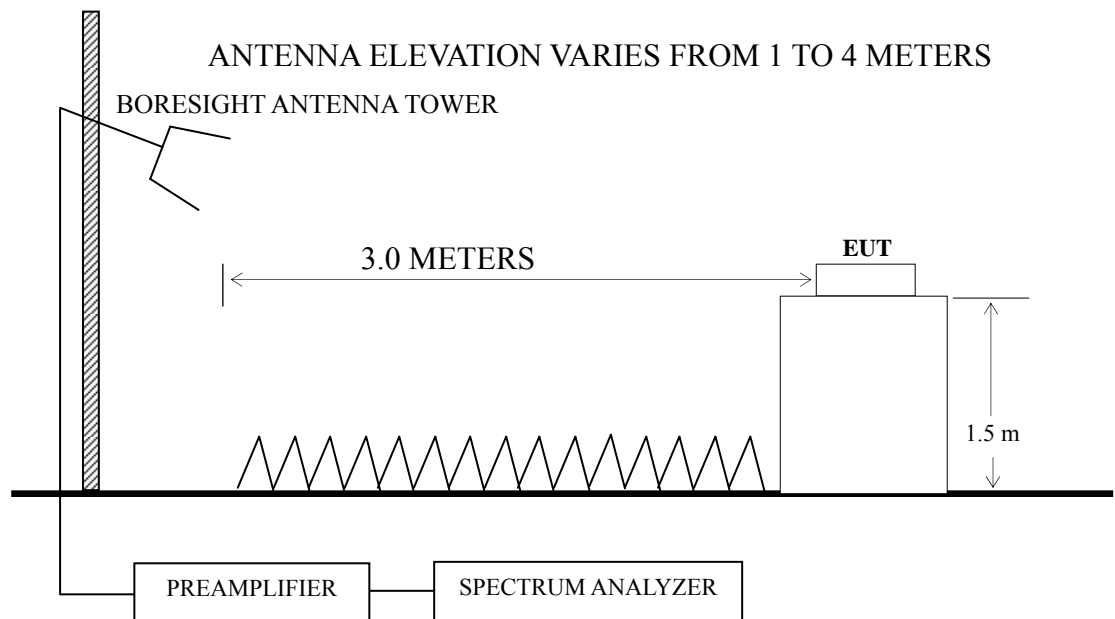 ANTENNA ELEVATION VARIES FROM 1 TO 4 METERS
BORESIGHT ANTENNA TOWER
EUT
3.0 METERS
1.5 m
PREAMPLIFIER
SPECTRUM ANALYZER